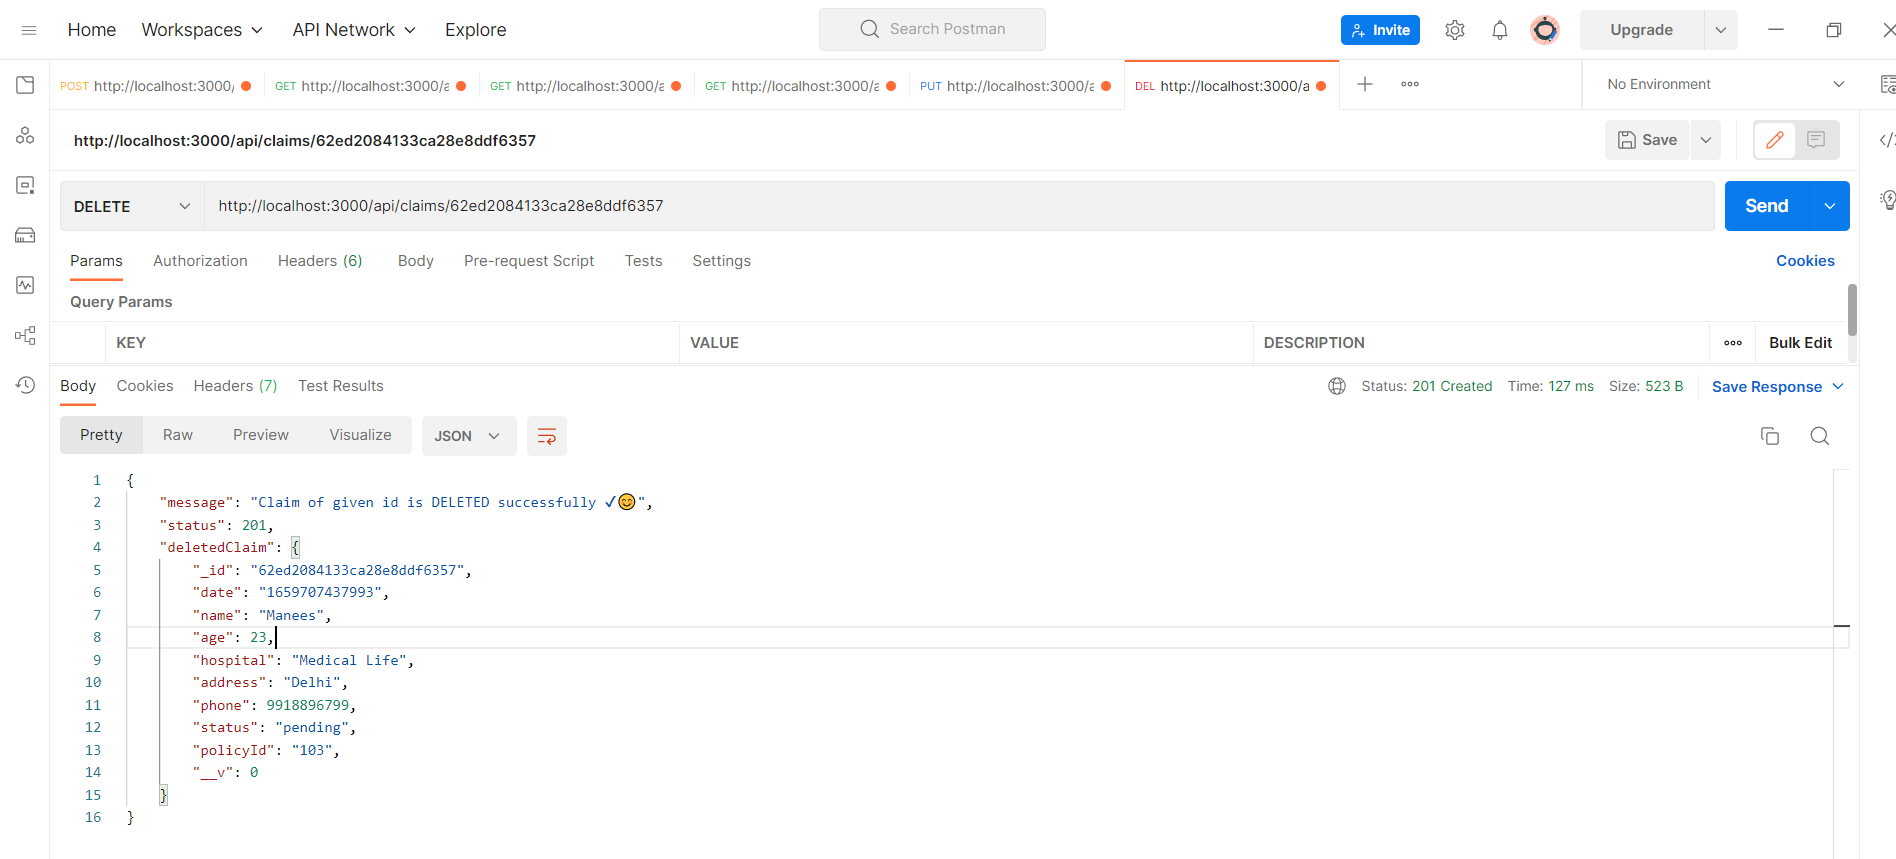 Home Workspaces API Network Explore Search Postman Invite Upgrade
POST http://localhost:3000/ GET http://localhost:3000/a GET http://localhost:3000/a GET http://localhost:3000/a PUT http://localhost:3000/a DEL http://localhost:3000/a No Environment
http://localhost:3000/api/claims/62ed2084133ca28e8ddf6357 Save
DELETE http://localhost:3000/api/claims/62ed2084133ca28e8ddf6357 Send
Params Authorization Headers (6) Body Pre-request Script Tests Settings Cookies
Query Params
KEY VALUE DESCRIPTION Bulk Edit
Body Cookies Headers (7) Test Results Status: 201 Created Time: 127 ms Size: 523 B Save Response
Pretty Raw Preview Visualize JSON
1 {
2 "message": "Claim of given id is DELETED successfully ✓😊",
3 "status": 201,
4 "deletedClaim": {
5 "_id": "62ed2084133ca28e8ddf6357",
6 "date": "1659707437993",
7 "name": "Manees",
8 "age": 23,
9 "hospital": "Medical Life",
10 "address": "Delhi",
11 "phone": 9918896799,
12 "status": "pending",
13 "policyId": "103",
14 "__v": 0
15 }
16 }